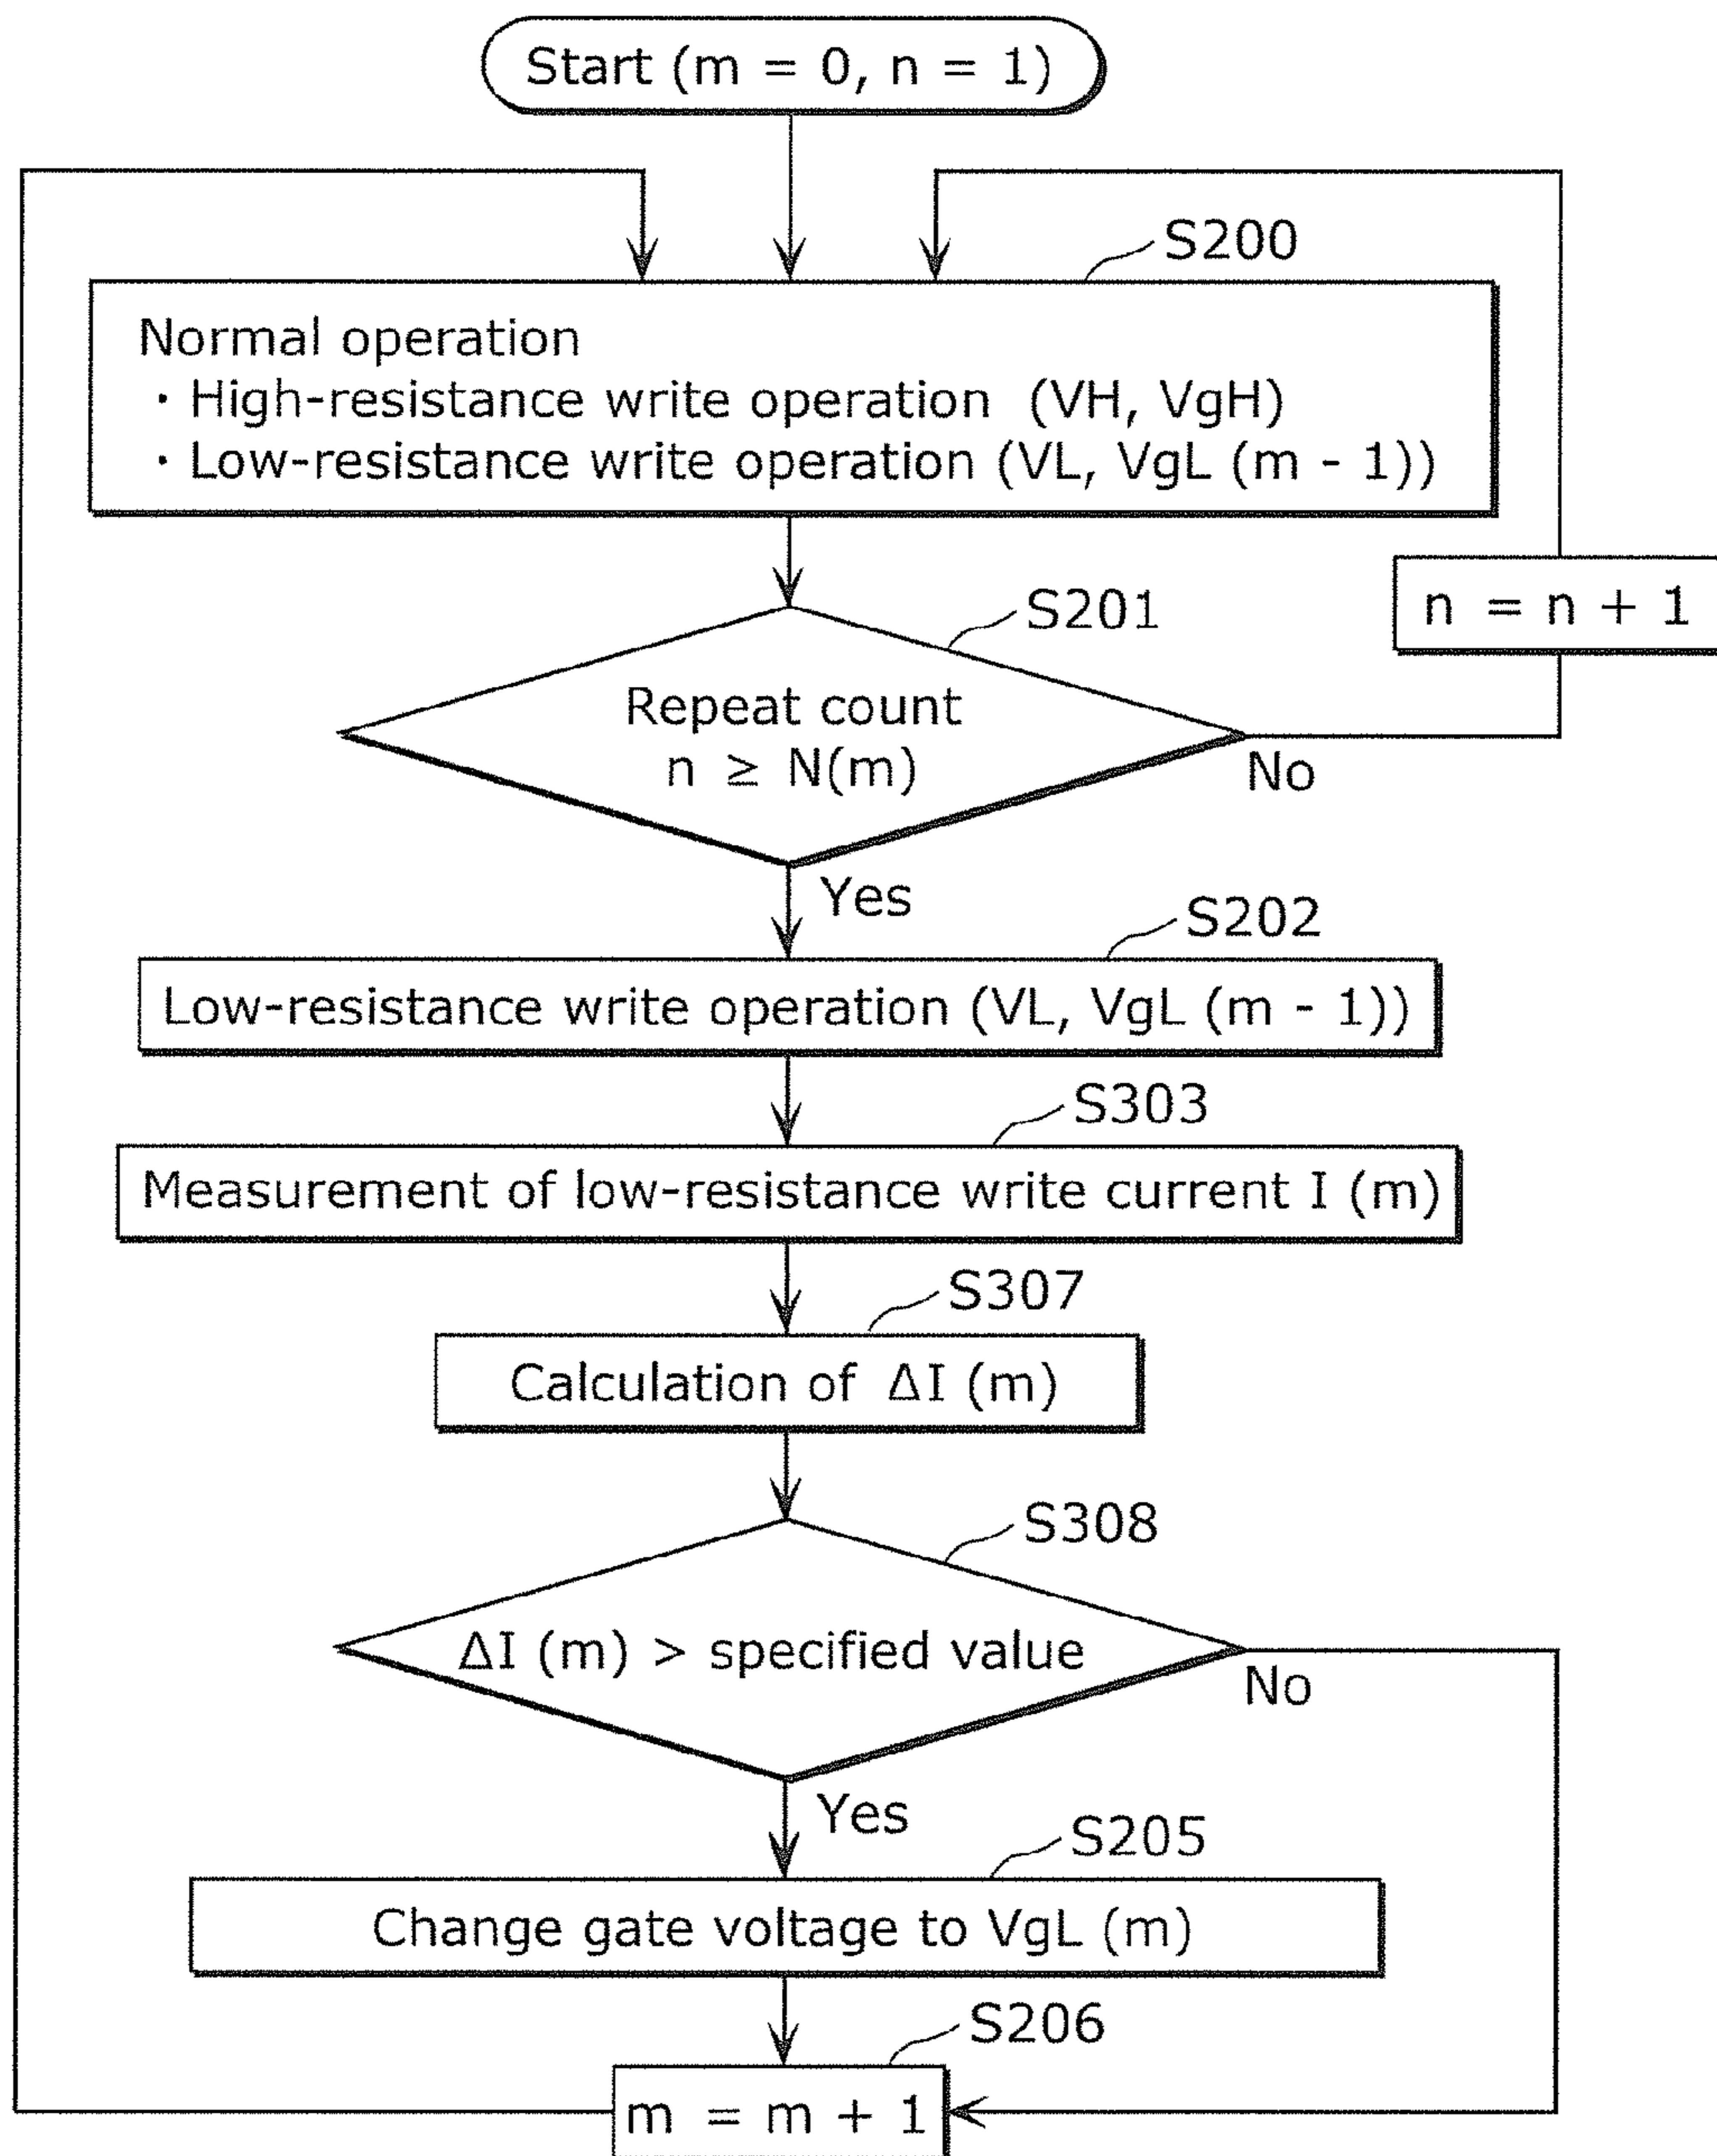 Start (m = 0, n = 1)
S200
Normal operation
· High-resistance write operation (VH, VgH)
· Low-resistance write operation (VL, VgL (m - 1))
n = n + 1
S201
Repeat count
n ≥ N(m)
No
Yes
S202
Low-resistance write operation (VL, VgL (m - 1))
S303
Measurement of low-resistance write current I (m)
S307
Calculation of ΔI (m)
S308
ΔI (m) > specified value
No
Yes
S205
Change gate voltage to VgL (m)
S206
m = m + 1